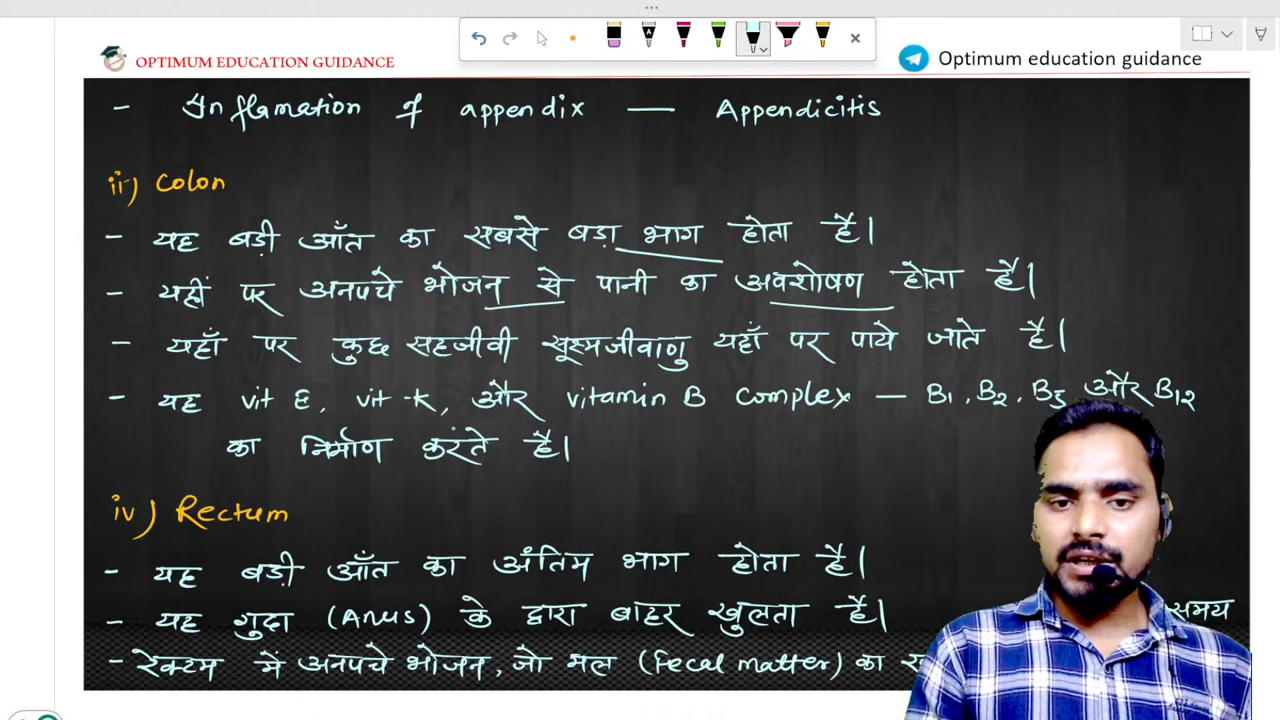 OPTIMUM EDUCATION GUIDANCE
Optimum education guidance
- Inflamation of appendix — Appendicitis
iii) Colon
- यह बड़ी आँत का सबसे बड़ा भाग होता है।
- यहीं पर अनपचे भोजन से पानी का अवशोषण होता है।
- यहाँ पर कुछ सहजीवी सूक्ष्मजीवाणु यहाँ पर पाये जाते है।
- यह vit E, vit-K, और vitamin B complex — B1, B2, B5 और B12
का निर्माण करते है।
iv) Rectum
- यह बड़ी आँत का अंतिम भाग होता है।
- यह गुदा (Anus) के द्वारा बाहर खुलता है।
समय
- रेक्टम में अनपचे भोजन, जो मल (Fecal matter) का